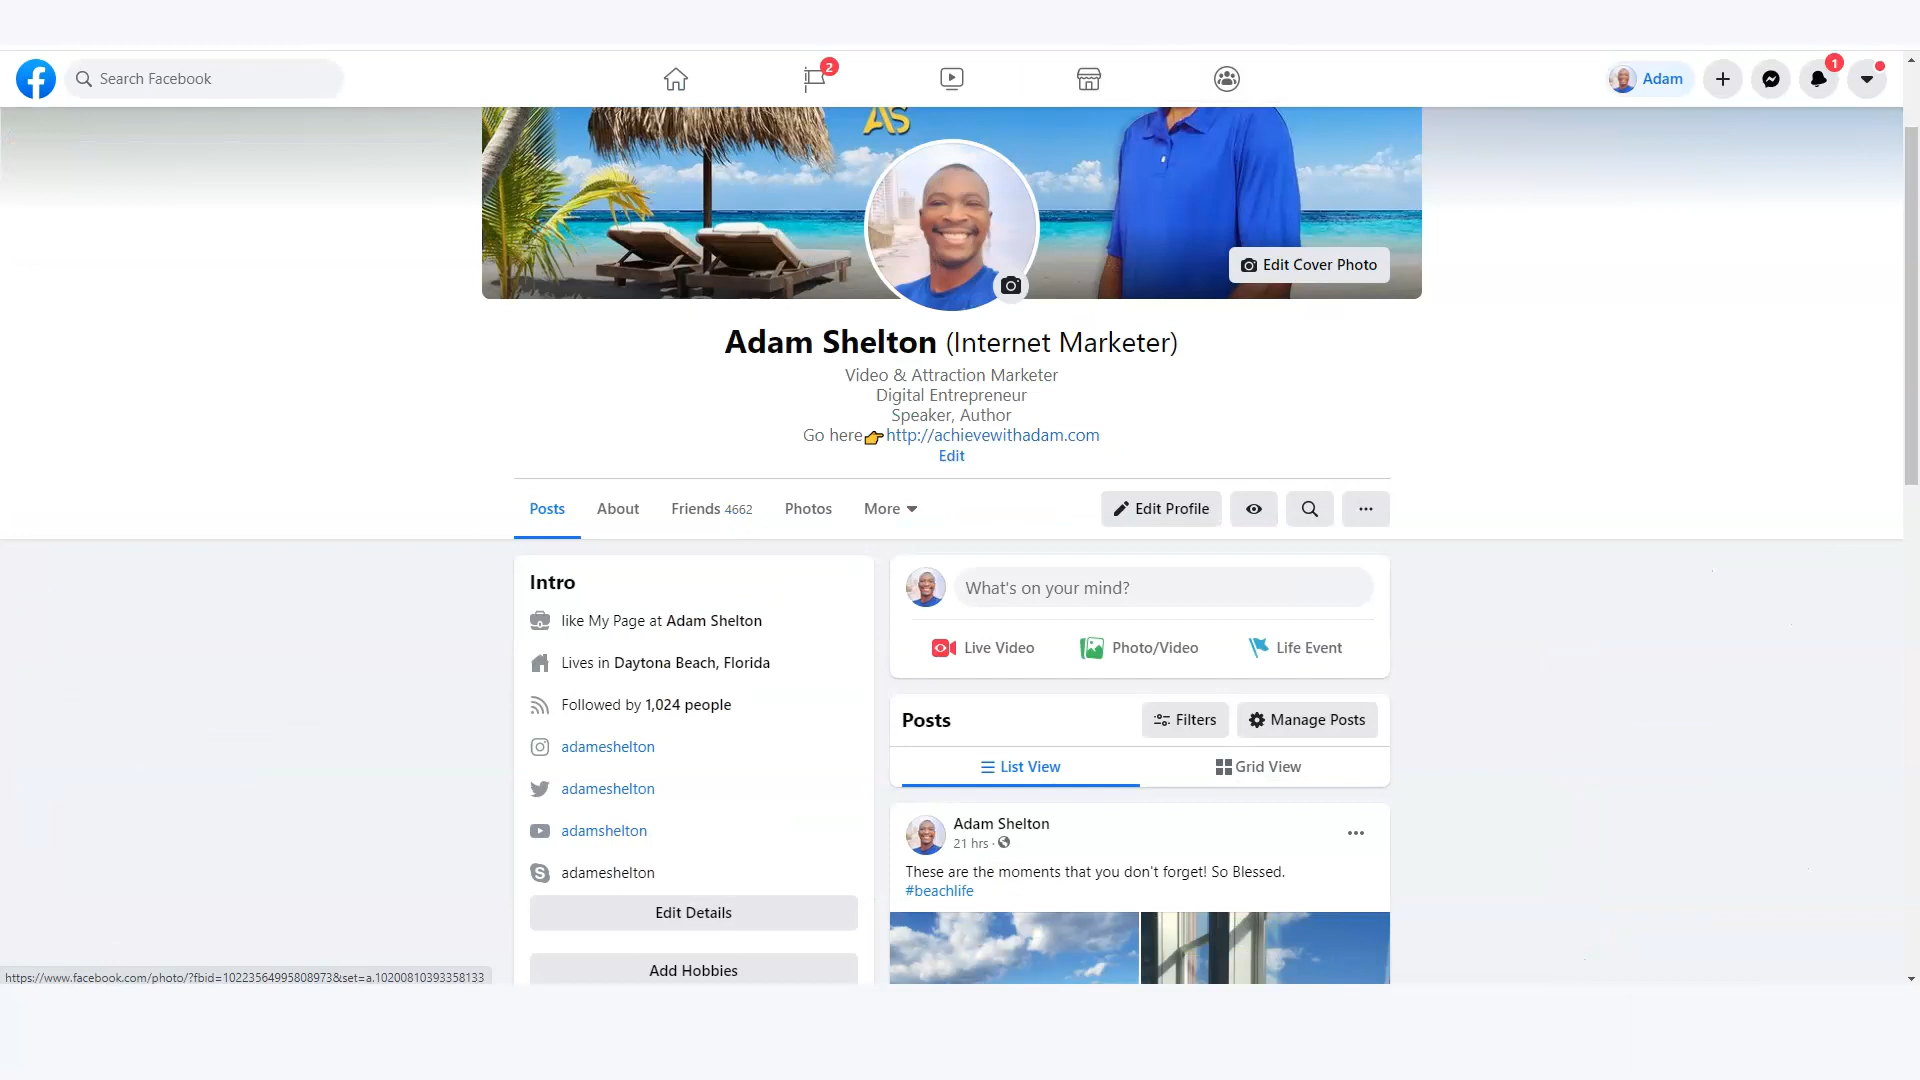 Search Facebook
2
Adam
1
AS
Edit Cover Photo
Adam Shelton (Internet Marketer)
Video & Attraction Marketer
Digital Entrepreneur
Speaker, Author
Go here👉http://achievewithadam.com
Edit
Posts
About
Friends 4662
Photos
More
Edit Profile
Intro
like My Page at Adam Shelton
Lives in Daytona Beach, Florida
Followed by 1,024 people
adameshelton
adameshelton
adamshelton
adameshelton
Edit Details
Add Hobbies
What's on your mind?
Live Video
Photo/Video
Life Event
Posts
Filters
Manage Posts
List View
Grid View
Adam Shelton
21 hrs ·
These are the moments that you don't forget! So Blessed.
#beachlife
https://www.facebook.com/photo/?fbid=10223564995808973&set=a.10200810393358133